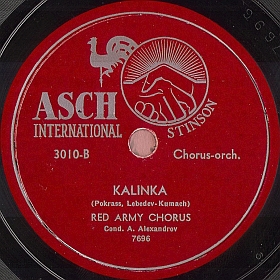 ASCH
INTERNATIONAL
STINSON
3010-B
Chorus-orch.
KALINKA
(Pokrass, Lebedev-Kumach)
RED ARMY CHORUS
Cond. A. Alexandrov
7696